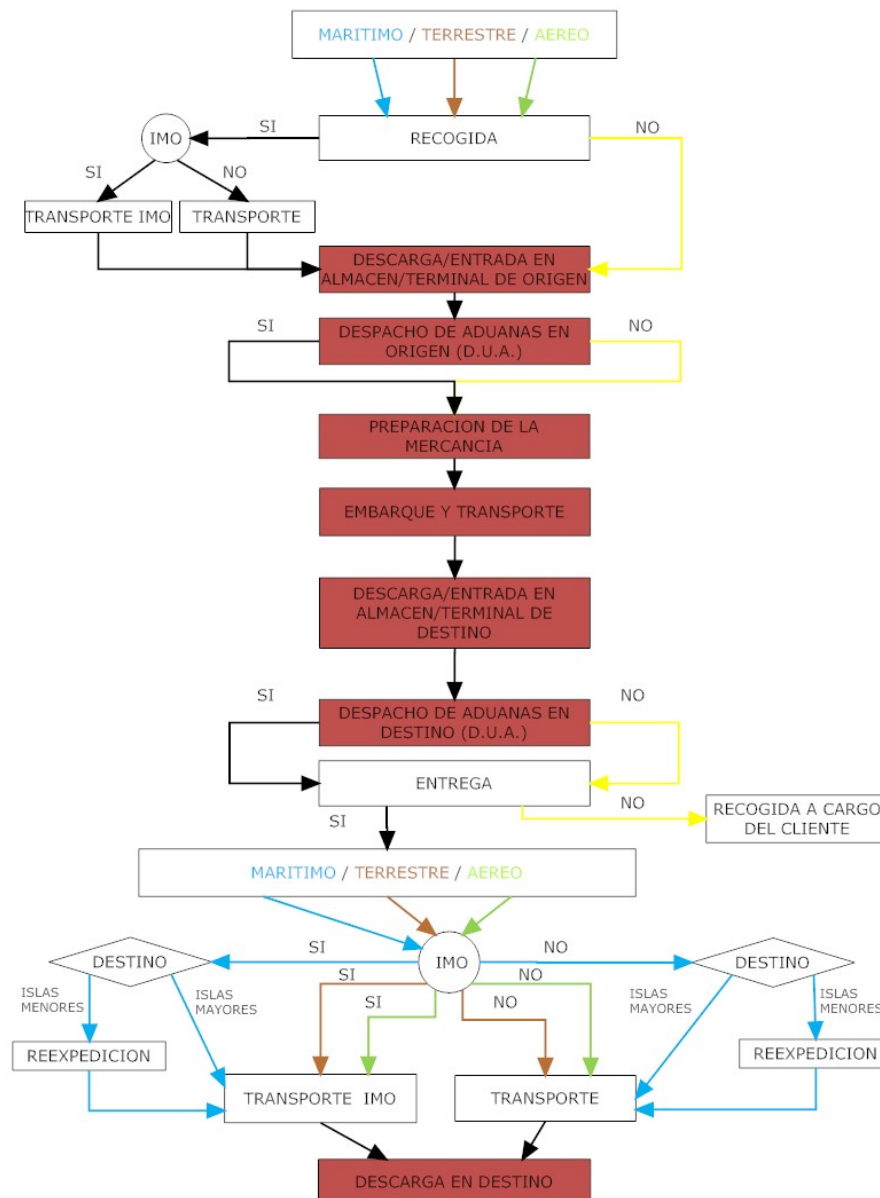 MARITIMO / TERRESTRE / AEREO
SI
NO
IMO
RECOGIDA
SI
NO
TRANSPORTE IMO
TRANSPORTE
DESCARGA/ENTRADA EN
ALMACEN/TERMINAL DE ORIGEN
SI
NO
DESPACHO DE ADUANAS EN
ORIGEN (D.U.A.)
PREPARACION DE LA
MERCANCIA
EMBARQUE Y TRANSPORTE
DESCARGA/ENTRADA EN
ALMACEN/TERMINAL DE
DESTINO
SI
NO
DESPACHO DE ADUANAS EN
DESTINO (D.U.A.)
ENTREGA
SI
NO
RECOGIDA A CARGO
DEL CLIENTE
MARITIMO / TERRESTRE / AEREO
SI
NO
DESTINO
IMO
DESTINO
SI
NO
SI
NO
ISLAS
MENORES
ISLAS
MAYORES
ISLAS
MAYORES
ISLAS
MENORES
REEXPEDICION
REEXPEDICION
TRANSPORTE IMO
TRANSPORTE
DESCARGA EN DESTINO